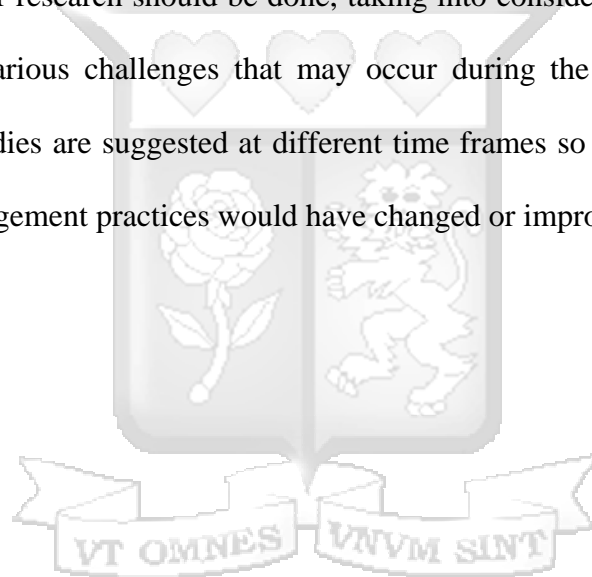 research should be done, taking into conside
arious challenges that may occur during the
dies are suggested at different time frames so
gement practices would have changed or impro
VT OMNES VNVM SINT